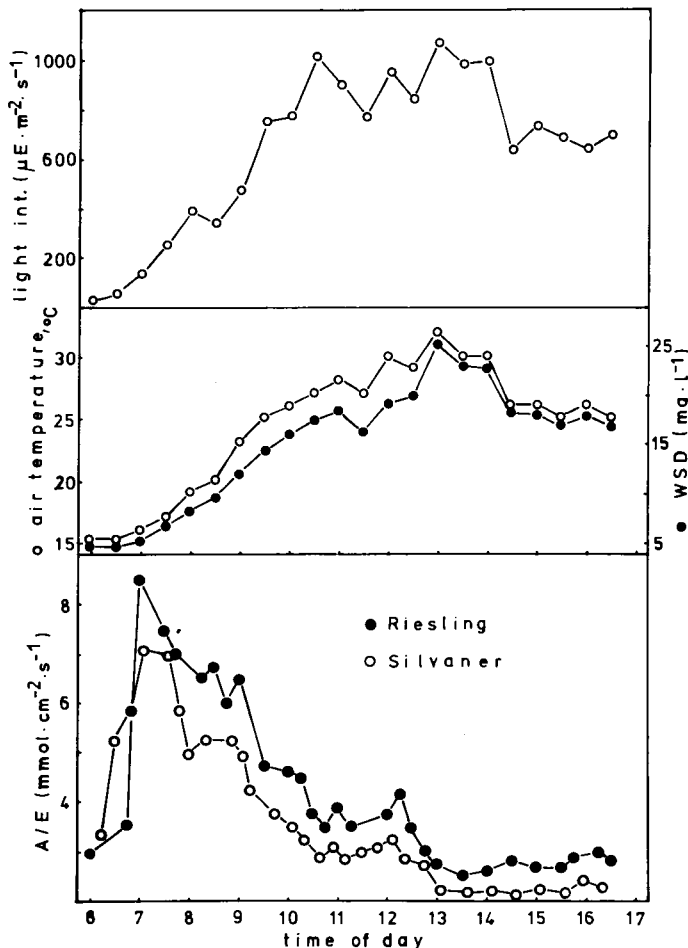 light int. (µE·m⁻²·s⁻¹)
1000
600
200
o air temperature, °C
30
25
20
15
25
15
5
● WSD (mg·l⁻¹)
A/E (mmol·cm⁻²·s⁻¹)
8
6
4
● Riesling
o Silvaner
6 7 8 9 10 11 12 13 14 15 16 17
time of day